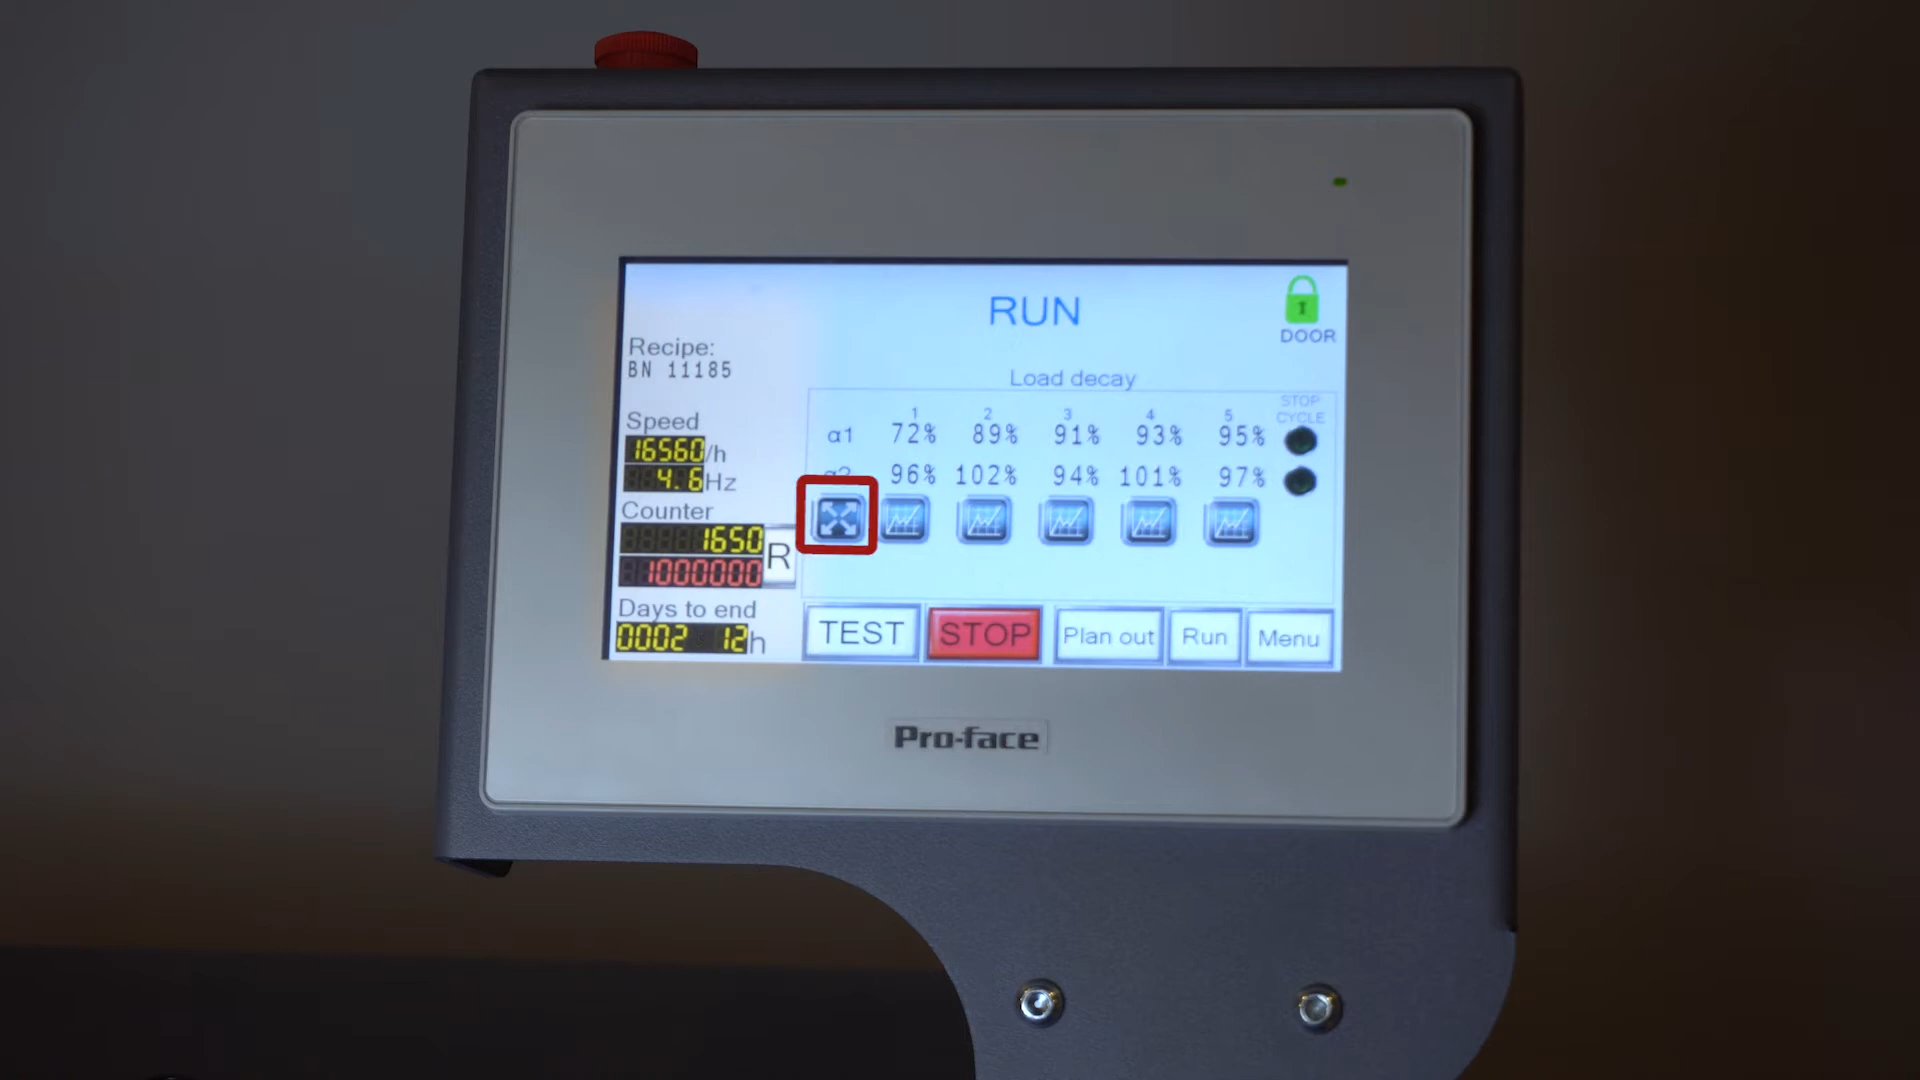 RUN
DOOR
Recipe:
BN 11185
Speed
16560/h
4.6Hz
Counter
1650
1000000
R
Days to end
0002 12h
Load decay
STOP
CYCLE
1 2 3 4 5
α1 72% 89% 91% 93% 95%
α2 96% 102% 94% 101% 97%
TEST STOP Plan out Run Menu
Pro-face